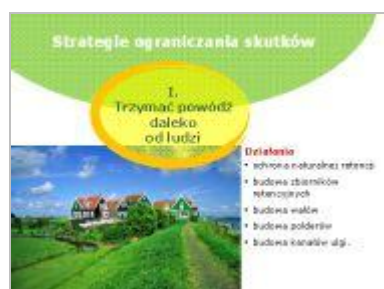 Strategie ograniczania skutków
I.
Trzymać powódź
daleko
od ludzi
Działania
• ochrona naturalnej retencji
• budowa zbiorników
retencyjnych
• budowa wałów
• budowa polderów
• budowa kanałów ulgi.